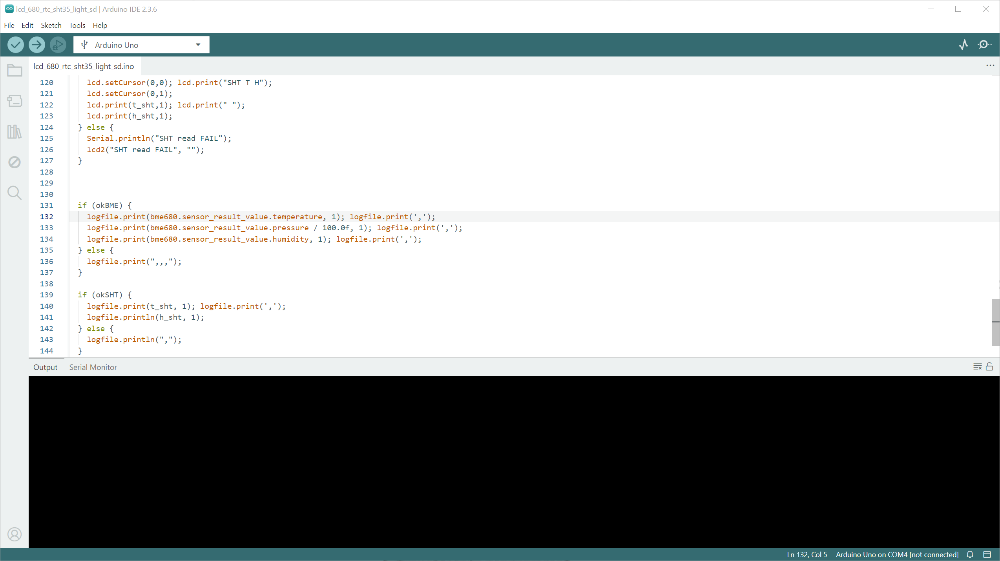 lcd_680_rtc_sht35_light_sd | Arduino IDE 2.3.6
File Edit Sketch Tools Help
Arduino Uno
lcd_680_rtc_sht35_light_sd.ino
120 lcd.setCursor(0,0); lcd.print("SHT T H");
121 lcd.setCursor(0,1);
122 lcd.print(t_sht,1); lcd.print(" ");
123 lcd.print(h_sht,1);
124 } else {
125 Serial.println("SHT read FAIL");
126 lcd2("SHT read FAIL", "");
127 }
128
129
130
131 if (okBME) {
132 logfile.print(bme680.sensor_result_value.temperature, 1); logfile.print(',');
133 logfile.print(bme680.sensor_result_value.pressure / 100.0f, 1); logfile.print(',');
134 logfile.print(bme680.sensor_result_value.humidity, 1); logfile.print(',');
135 } else {
136 logfile.print(",,,");
137 }
138
139 if (okSHT) {
140 logfile.print(t_sht, 1); logfile.print(',');
141 logfile.println(h_sht, 1);
142 } else {
143 logfile.println(",");
144 }
Output Serial Monitor
Ln 132, Col 5 Arduino Uno on COM4 [not connected]